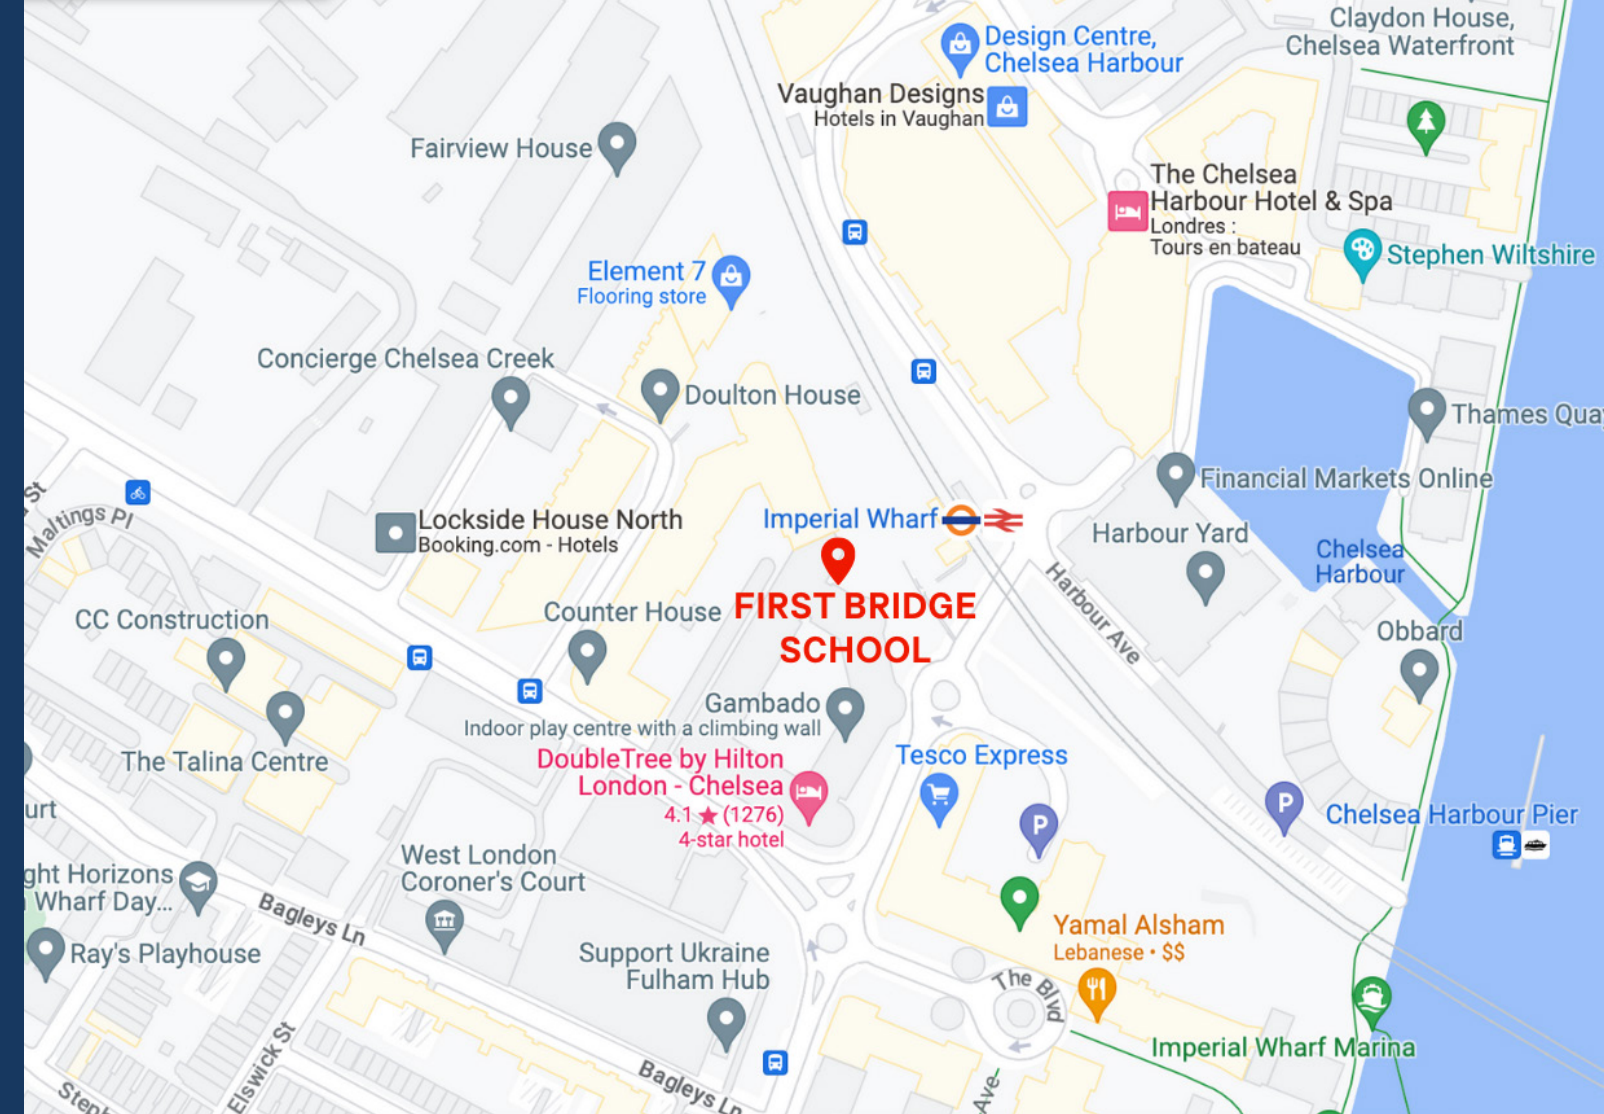 Claydon House,
Chelsea Waterfront
Design Centre,
Chelsea Harbour
Vaughan Designs
Hotels in Vaughan
Fairview House
The Chelsea
Harbour Hotel & Spa
Londres :
Tours en bateau
Stephen Wiltshire
Element 7
Flooring store
Concierge Chelsea Creek
Doulton House
Thames Qua
Financial Markets Online
St
Maltings Pl
Lockside House North
Booking.com - Hotels
Imperial Wharf
Harbour Yard
Chelsea
Harbour
Harbour Ave
FIRST BRIDGE
SCHOOL
Counter House
CC Construction
Obbard
Gambado
Indoor play centre with a climbing wall
The Talina Centre
DoubleTree by Hilton
London - Chelsea
4.1 ★ (1276)
4-star hotel
Tesco Express
P
P
Chelsea Harbour Pier
urt
West London
Coroner's Court
ght Horizons
Wharf Day...
Bagleys Ln
Ray's Playhouse
Support Ukraine
Fulham Hub
Yamal Alsham
Lebanese • $$
The Blvd
Imperial Wharf Marina
Elswick St
Bagleys Ln
Steph
Ave